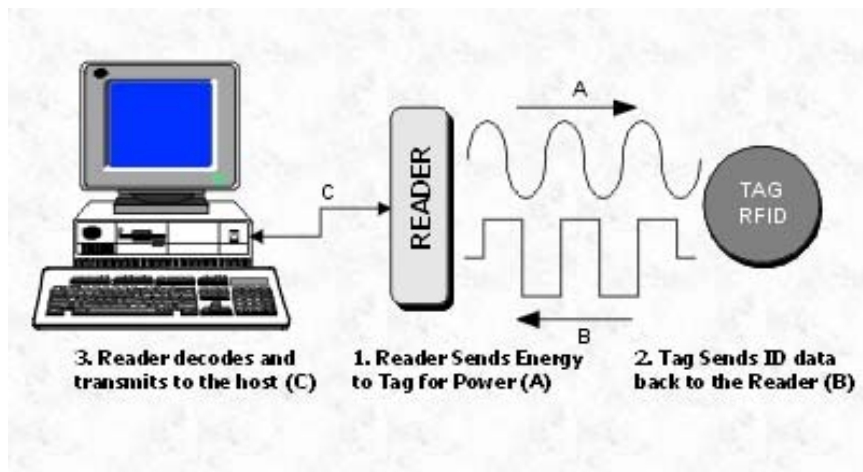 A
C
READER
TAG
RFID
B
3. Reader decodes and
transmits to the host (C)
1. Reader Sends Energy
to Tag for Power (A)
2. Tag Sends ID data
back to the Reader (B)